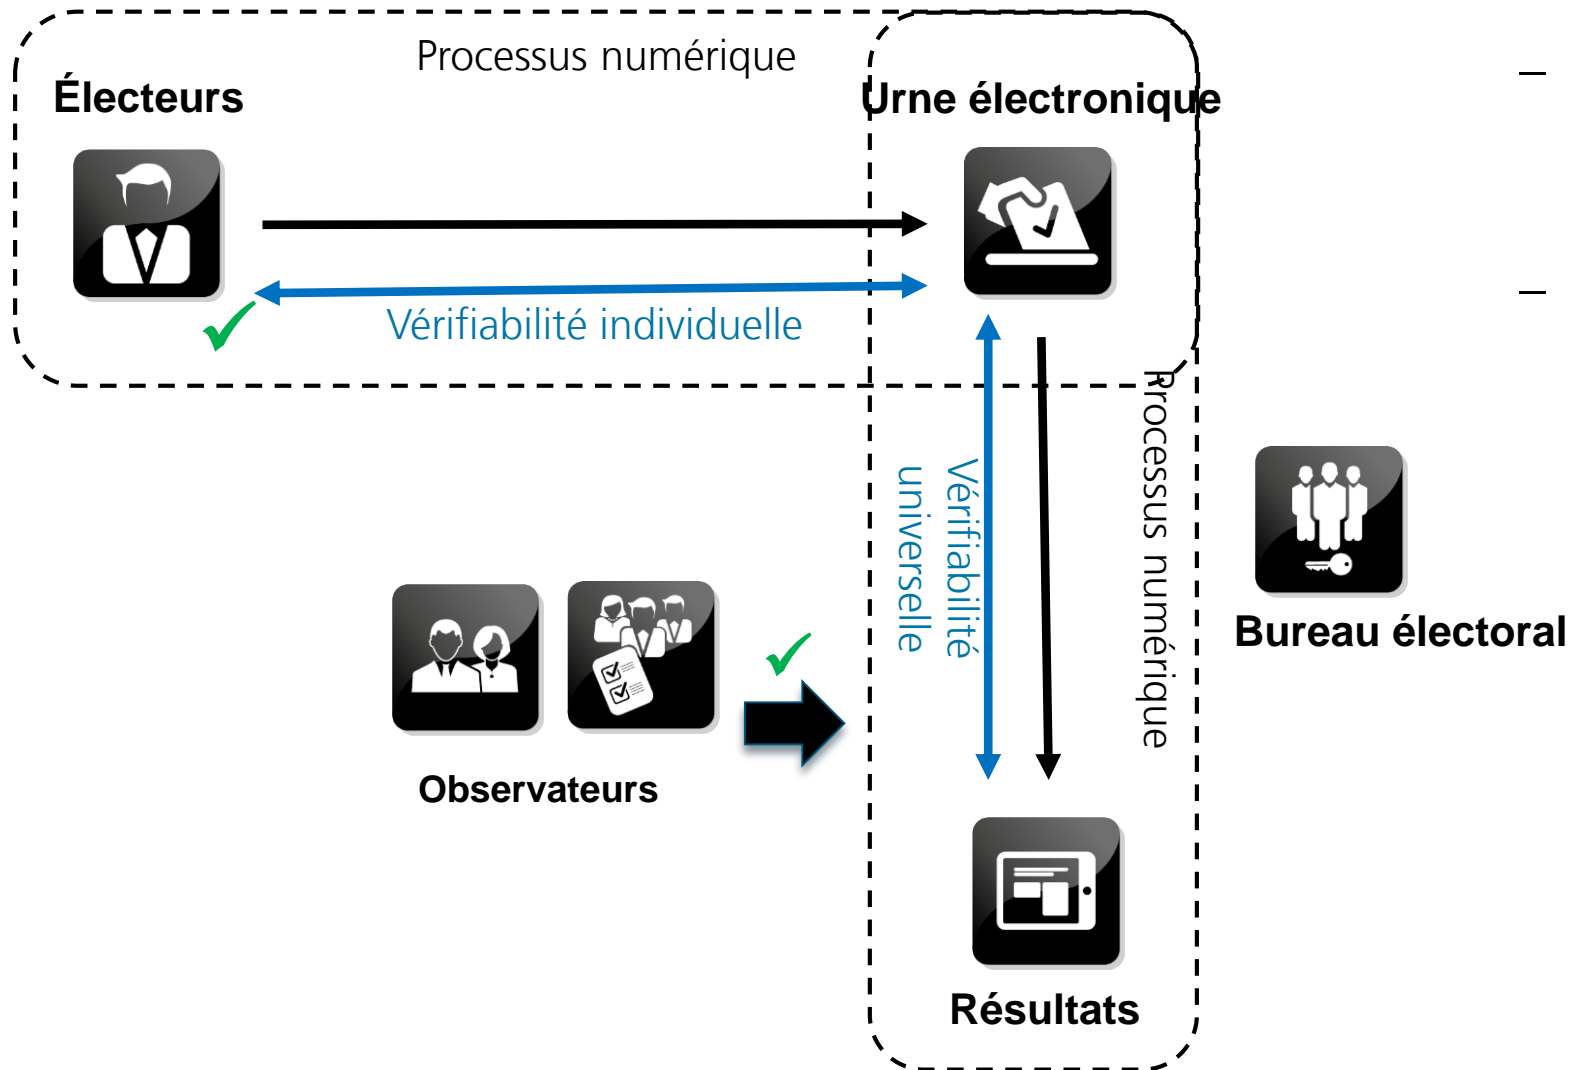 Processus numérique
Électeurs
Urne électronique
Vérifiabilité individuelle
Processus numérique
Vérifiabilité
universelle
Bureau électoral
Observateurs
Résultats